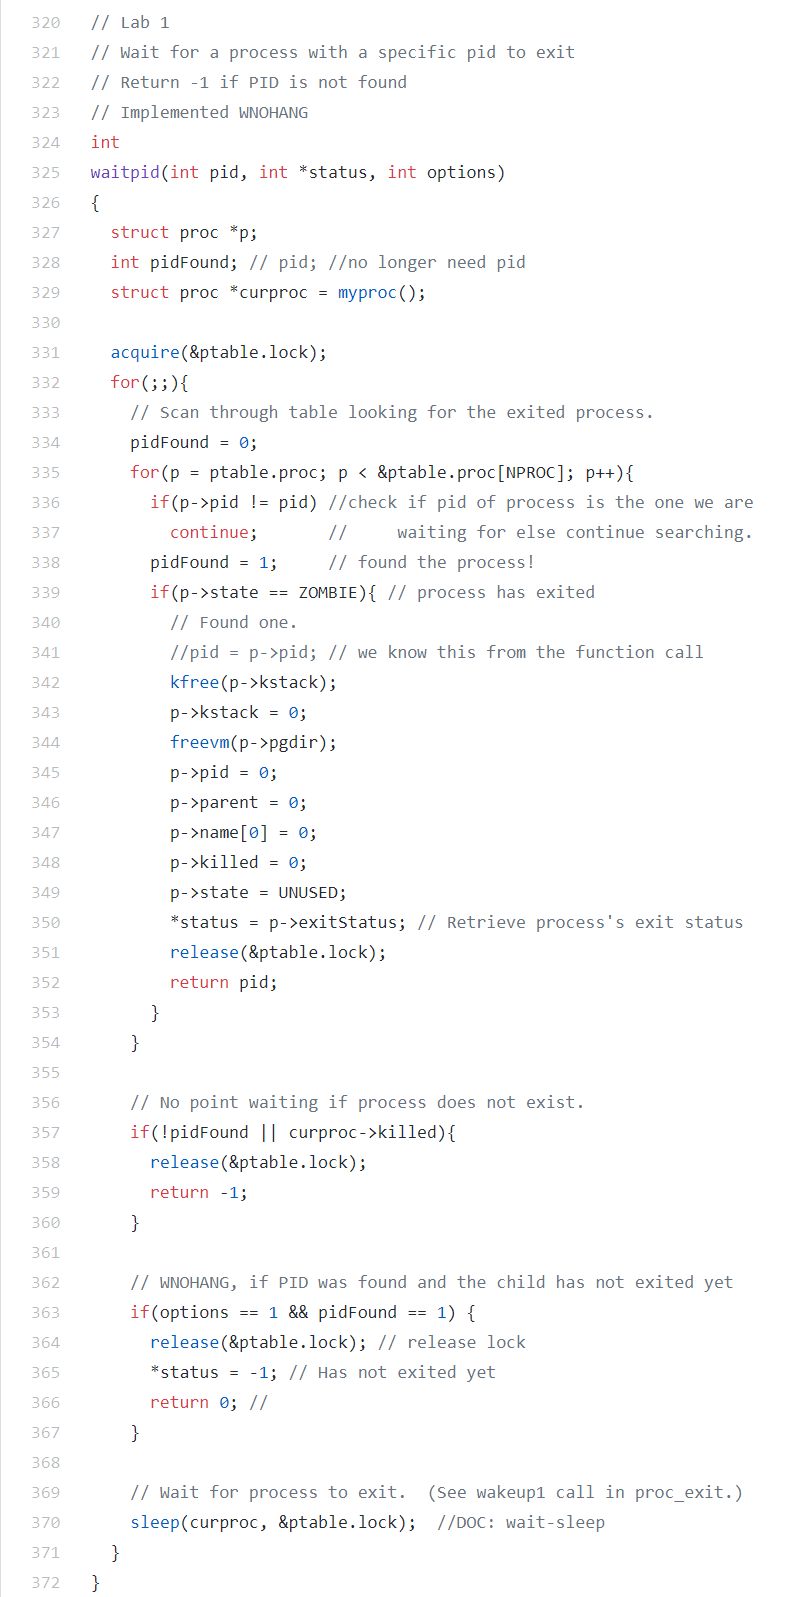 320 // Lab 1
321 // Wait for a process with a specific pid to exit
322 // Return -1 if PID is not found
323 // Implemented WNOHANG
324 int
325 waitpid(int pid, int *status, int options)
326 {
327   struct proc *p;
328   int pidFound; // pid; //no longer need pid
329   struct proc *curproc = myproc();
330
331   acquire(&ptable.lock);
332   for(;;){
333     // Scan through table looking for the exited process.
334     pidFound = 0;
335     for(p = ptable.proc; p < &ptable.proc[NPROC]; p++){
336       if(p->pid != pid) //check if pid of process is the one we are
337         continue;       //     waiting for else continue searching.
338       pidFound = 1;     // found the process!
339       if(p->state == ZOMBIE){ // process has exited
340         // Found one.
341         //pid = p->pid; // we know this from the function call
342         kfree(p->kstack);
343         p->kstack = 0;
344         freevm(p->pgdir);
345         p->pid = 0;
346         p->parent = 0;
347         p->name[0] = 0;
348         p->killed = 0;
349         p->state = UNUSED;
350         *status = p->exitStatus; // Retrieve process's exit status
351         release(&ptable.lock);
352         return pid;
353       }
354     }
355
356     // No point waiting if process does not exist.
357     if(!pidFound || curproc->killed){
358       release(&ptable.lock);
359       return -1;
360     }
361
362     // WNOHANG, if PID was found and the child has not exited yet
363     if(options == 1 && pidFound == 1) {
364       release(&ptable.lock); // release lock
365       *status = -1; // Has not exited yet
366       return 0; //
367     }
368
369     // Wait for process to exit.  (See wakeup1 call in proc_exit.)
370     sleep(curproc, &ptable.lock);  //DOC: wait-sleep
371   }
372 }